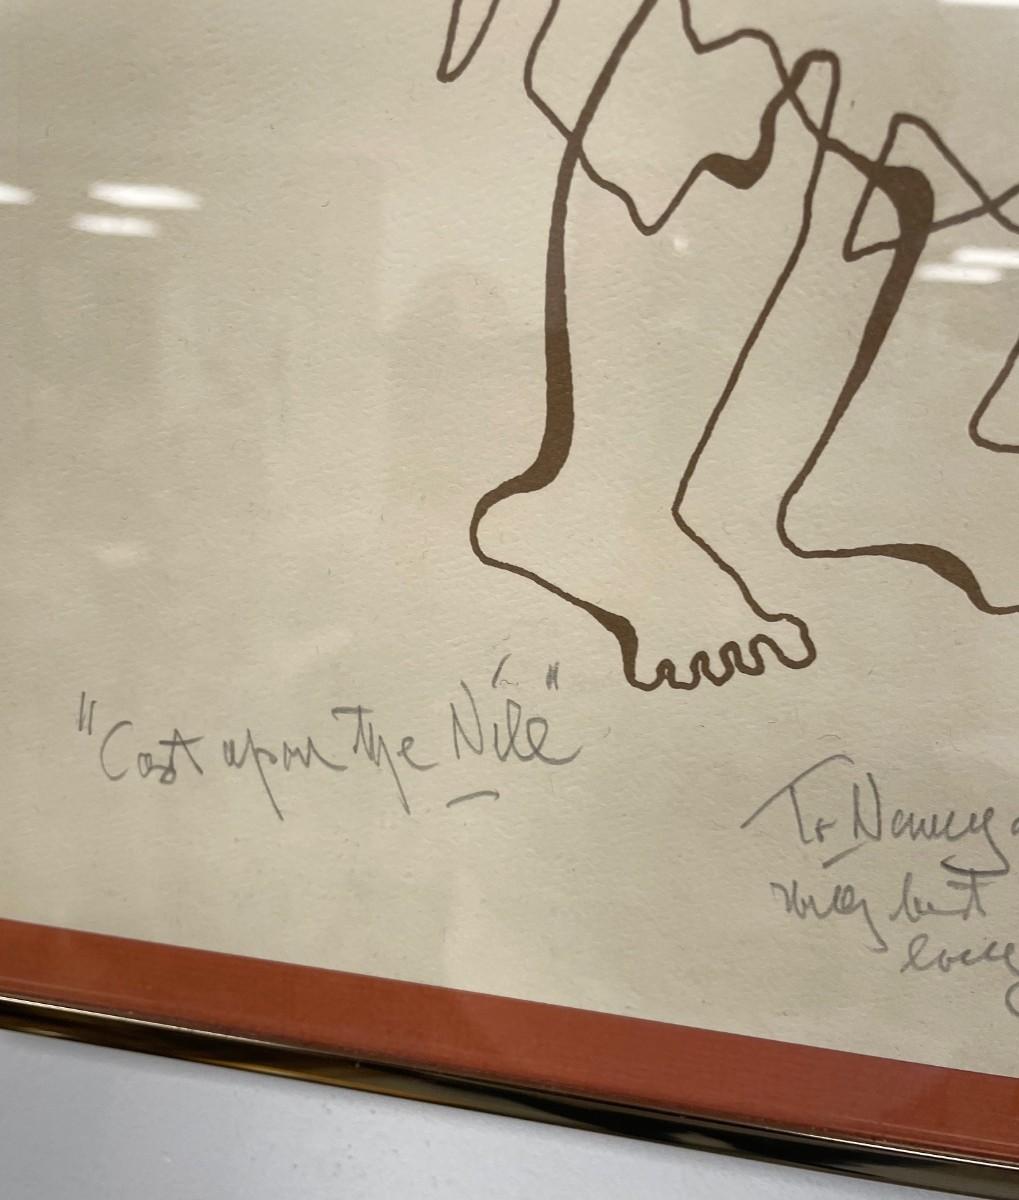 "Cast upon the Nile"
To Nancy
very best